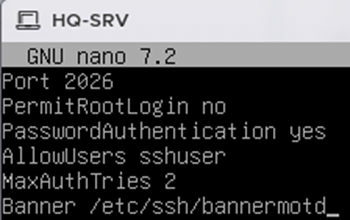 HQ-SRV
GNU nano 7.2
Port 2026
PermitRootLogin no
PasswordAuthentication yes
AllowUsers sshuser
MaxAuthTries 2
Banner /etc/ssh/bannermotd_